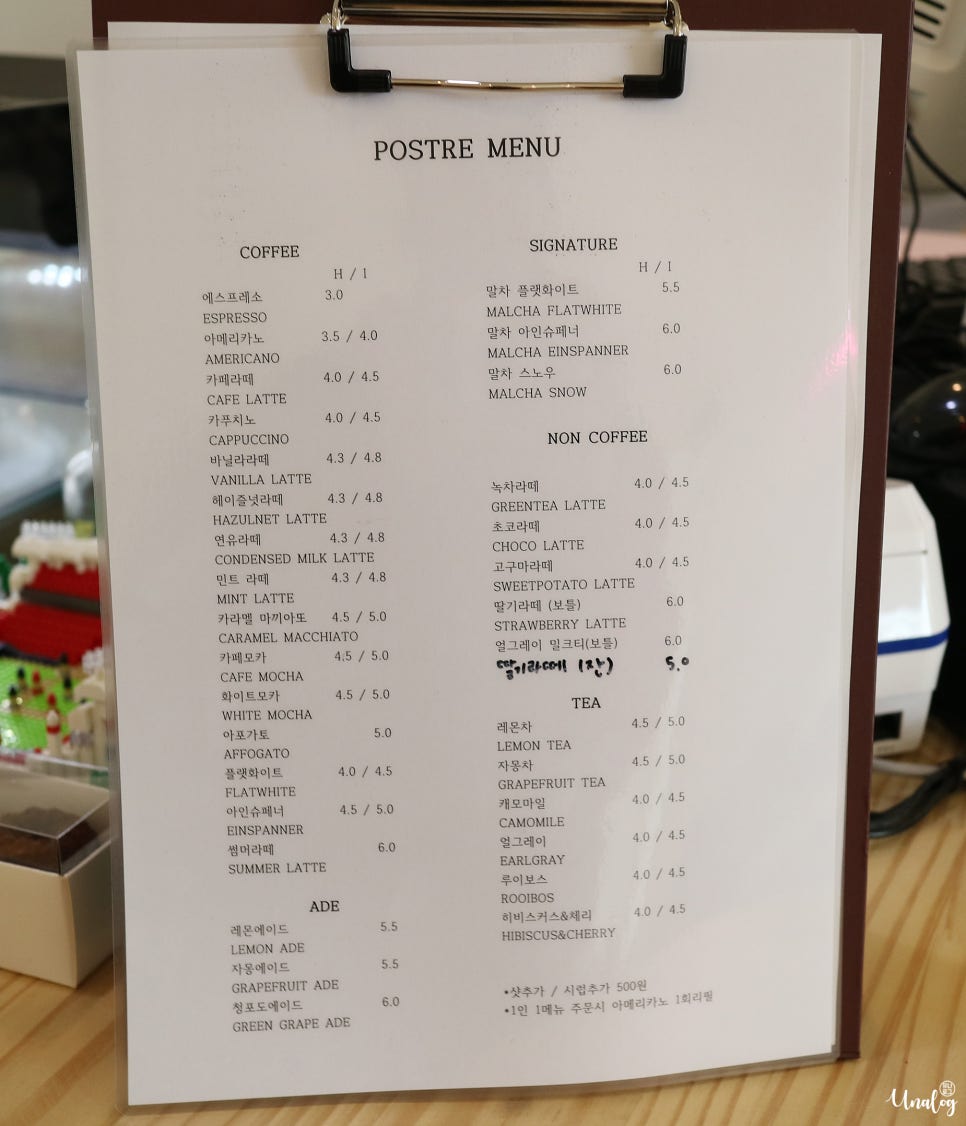 POSTRE MENU
COFFEE
H / I
에스프레소 3.0
ESPRESSO
아메리카노 3.5 / 4.0
AMERICANO
카페라떼 4.0 / 4.5
CAFE LATTE
카푸치노 4.0 / 4.5
CAPPUCCINO
바닐라라떼 4.3 / 4.8
VANILLA LATTE
헤이즐넛라떼 4.3 / 4.8
HAZULNET LATTE
연유라떼 4.3 / 4.8
CONDENSED MILK LATTE
민트 라떼 4.3 / 4.8
MINT LATTE
카라멜 마끼아또 4.5 / 5.0
CARAMEL MACCHIATO
카페모카 4.5 / 5.0
CAFE MOCHA
화이트모카 4.5 / 5.0
WHITE MOCHA
아포가토 5.0
AFFOGATO
플랫화이트 4.0 / 4.5
FLATWHITE
아인슈페너 4.5 / 5.0
EINSPANNER
썸머라떼 6.0
SUMMER LATTE
ADE
레몬에이드 5.5
LEMON ADE
자몽에이드 5.5
GRAPEFRUIT ADE
청포도에이드 6.0
GREEN GRAPE ADE
SIGNATURE
H / I
말차 플랫화이트 5.5
MALCHA FLATWHITE
말차 아인슈페너 6.0
MALCHA EINSPANNER
말차 스노우 6.0
MALCHA SNOW
NON COFFEE
녹차라떼 4.0 / 4.5
GREENTEA LATTE
초코라떼 4.0 / 4.5
CHOCO LATTE
고구마라떼 4.0 / 4.5
SWEETPOTATO LATTE
딸기라떼 (보틀) 6.0
STRAWBERRY LATTE
얼그레이 밀크티(보틀) 6.0
딸기라떼! (잔) 5.0
TEA
레몬차 4.5 / 5.0
LEMON TEA
자몽차 4.5 / 5.0
GRAPEFRUIT TEA
캐모마일 4.0 / 4.5
CAMOMILE
얼그레이 4.0 / 4.5
EARLGRAY
루이보스 4.0 / 4.5
ROOIBOS
히비스커스&체리 4.0 / 4.5
HIBISCUS&CHERRY
*샷추가 / 시럽추가 500원
*1인 1메뉴 주문시 아메리카노 1회리필
Unalog